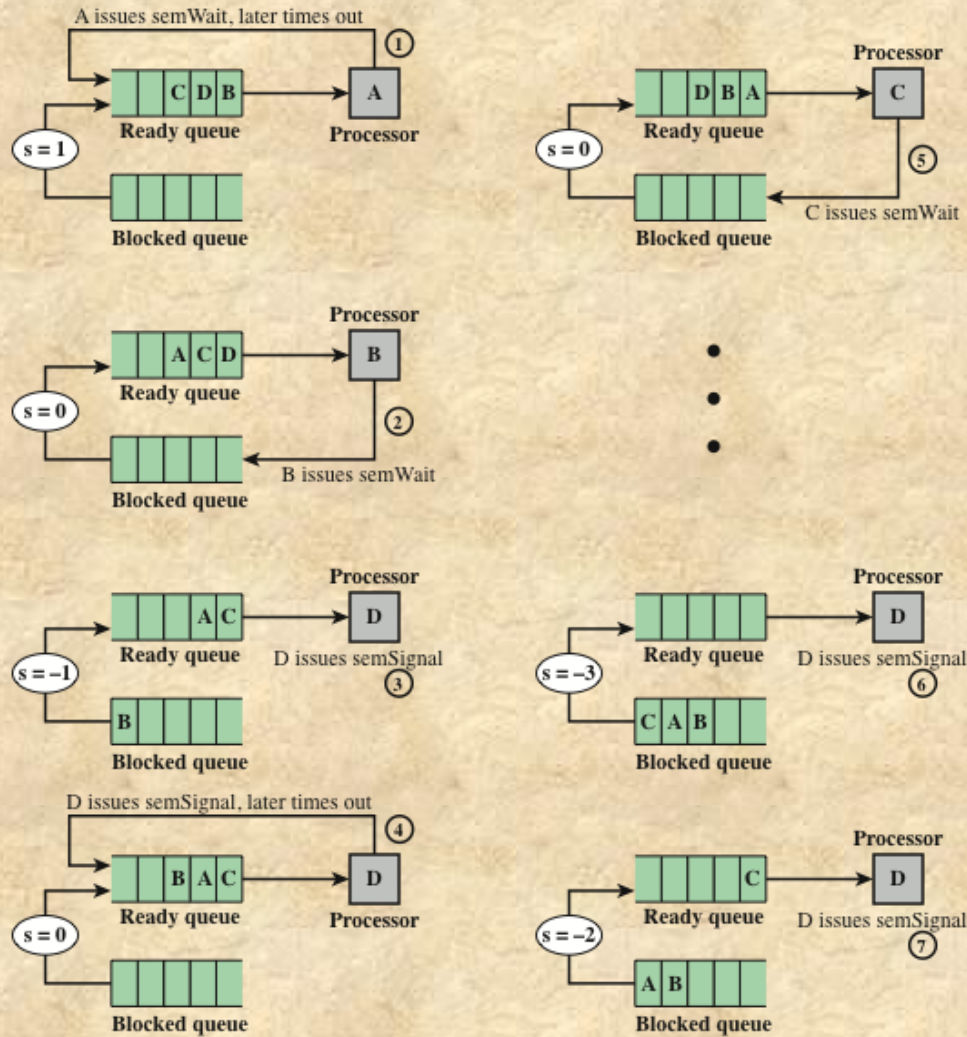 A issues semWait, later times out
1
C D B
A
Ready queue
Processor
s = 1
Blocked queue
Processor
B
A C D
Ready queue
s = 0
2
B issues semWait
Blocked queue
Processor
A C
D
Ready queue
D issues semSignal
s = –1
3
B
Blocked queue
D issues semSignal, later times out
4
B A C
D
Ready queue
Processor
s = 0
Blocked queue
Processor
D B A
C
Ready queue
s = 0
5
C issues semWait
Blocked queue
Processor
D
Ready queue
D issues semSignal
s = –3
6
C A B
Blocked queue
Processor
C
D
Ready queue
D issues semSignal
s = –2
7
A B
Blocked queue